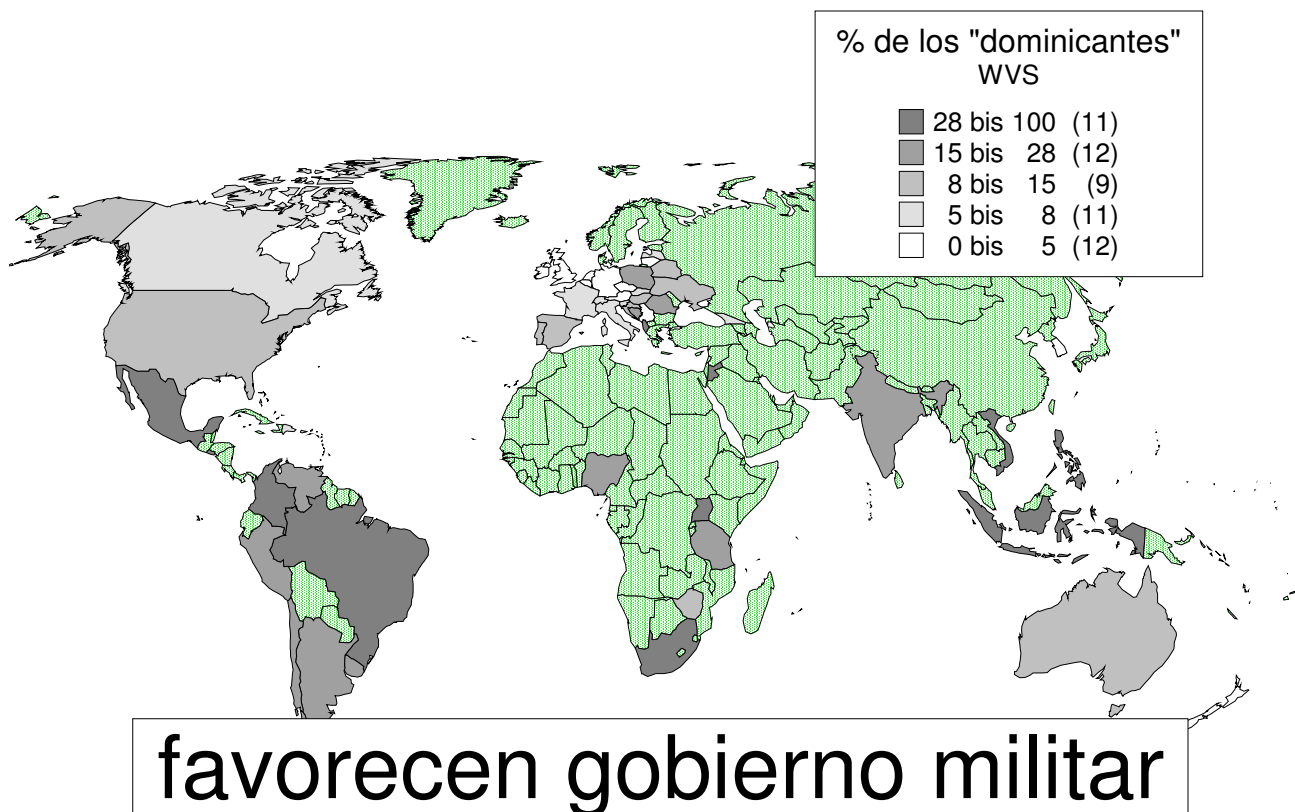 % de los "dominicantes"
WVS
28 bis 100 (11)
15 bis 28 (12)
8 bis 15 (9)
5 bis 8 (11)
0 bis 5 (12)
favorecen gobierno militar